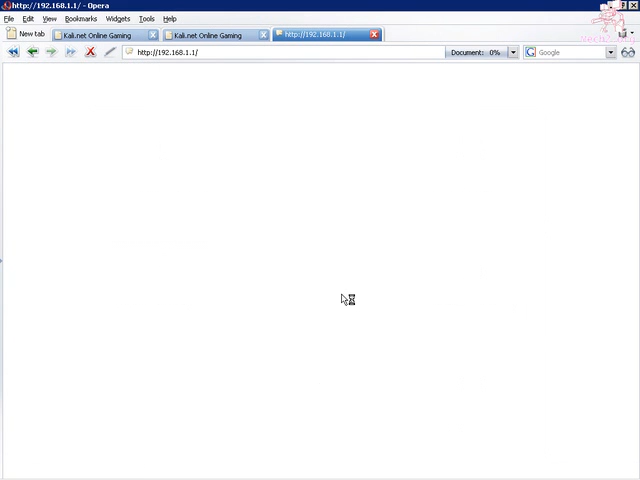 http://192.168.1.1/ - Opera
File Edit View Bookmarks Widgets Tools Help
New tab Kali.net Online Gaming Kali.net Online Gaming http://192.168.1.1/
http://192.168.1.1/ Document: 0% Google